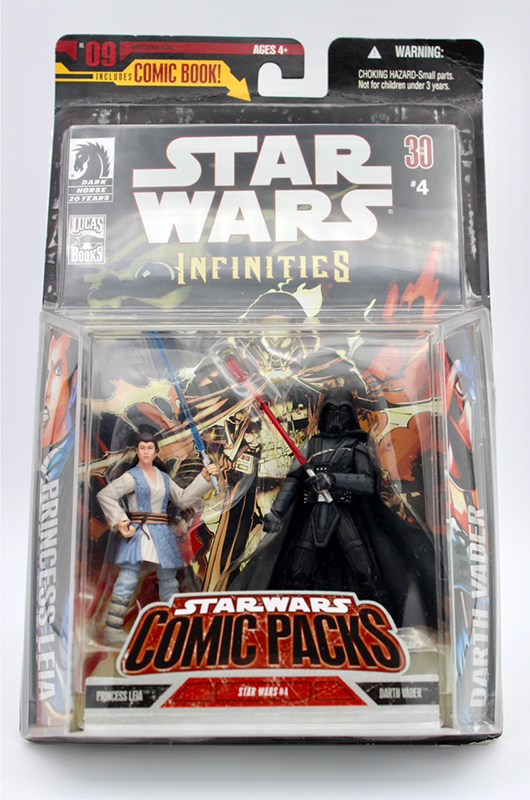 09
INCLUDES COMIC BOOK!
AGES 4+
WARNING:
CHOKING HAZARD-Small parts.
Not for children under 3 years.
DARK
HORSE
20 YEARS
LUCAS
BOOKS
STAR
WARS
INFINITIES
30
#4
PRINCESS LEIA
DARTH VADER
STAR WARS
COMIC PACKS
PRINCESS LEIA
STAR WARS #4
DARTH VADER